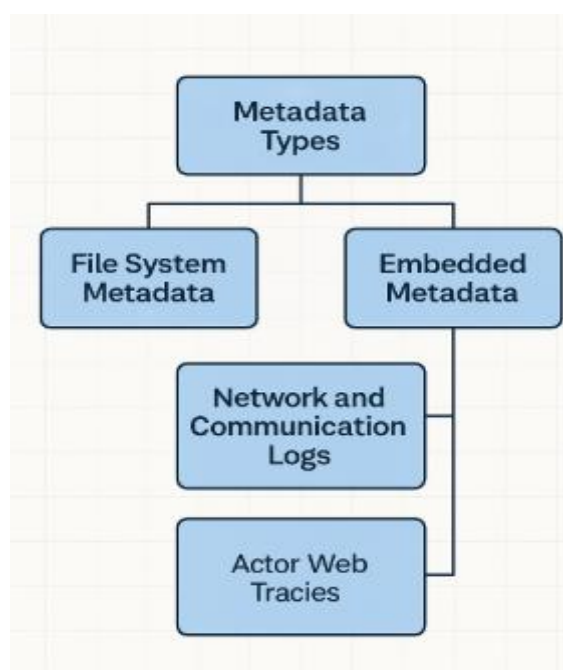 Metadata
Types
File System
Metadata
Embedded
Metadata
Network and
Communication
Logs
Actor Web
Tracies